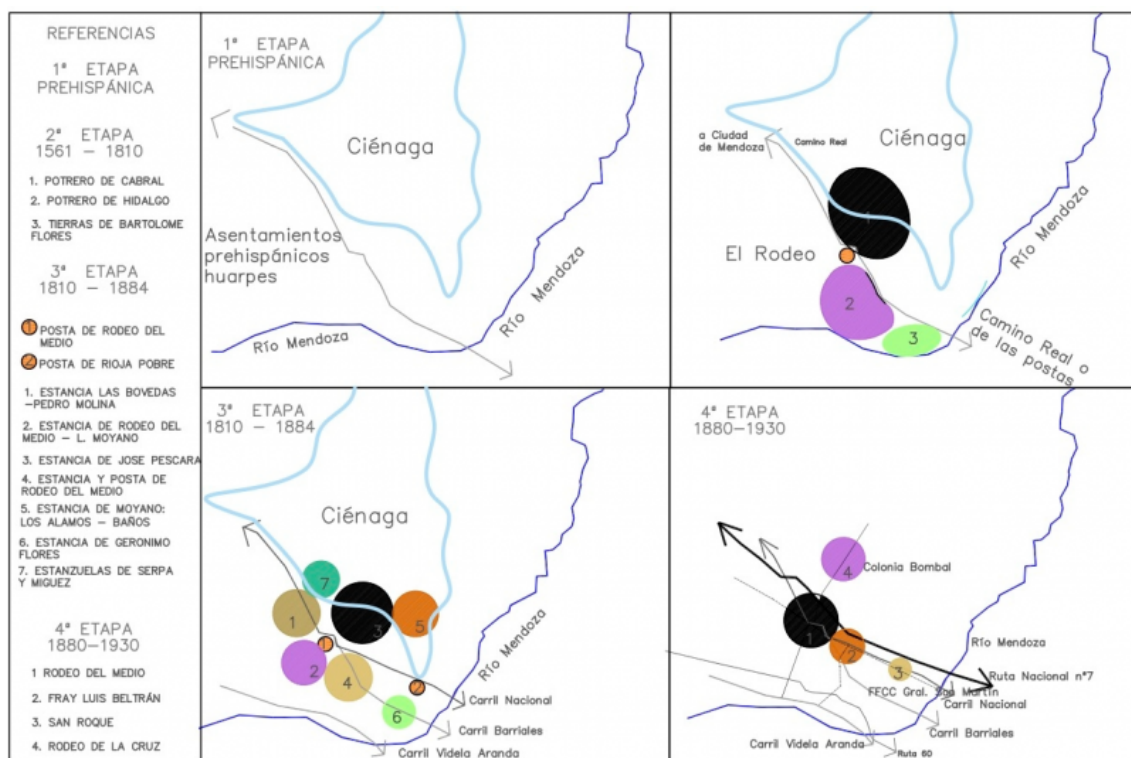 REFERENCIAS
1ª ETAPA
PREHISPÁNICA
2ª ETAPA
1561 – 1810
1. POTRERO DE CABRAL
2. POTRERO DE HIDALGO
3. TIERRAS DE BARTOLOME
FLORES
3ª ETAPA
1810 – 1884
1 POSTA DE RODEO DEL
MEDIO
2 POSTA DE RIOJA POBRE
1. ESTANCIA LAS BOVEDAS
–PEDRO MOLINA
2. ESTANCIA DE RODEO DEL
MEDIO – L. MOYANO
3. ESTANCIA DE JOSE PESCARA
4. ESTANCIA Y POSTA DE
RODEO DEL MEDIO
5. ESTANCIA DE MOYANO:
LOS ALAMOS – BAÑOS
6. ESTANCIA DE GERONIMO
FLORES
7. ESTANZUELAS DE SERPA
Y MIGUEZ
4ª ETAPA
1880–1930
1 RODEO DEL MEDIO
2. FRAY LUIS BELTRÁN
3. SAN ROQUE
4. RODEO DE LA CRUZ
1ª ETAPA
PREHISPÁNICA
Ciénaga
Asentamientos
prehispánicos
huarpes
Río Mendoza
Río Mendoza
a Ciudad
de Mendoza
Camino Real
Ciénaga
1
El Rodeo
2
3
Río Mendoza
Camino Real o
de las postas
3ª ETAPA
1810 – 1884
Ciénaga
7
1
3
5
1
2
4
2
6
Río Mendoza
Carril Nacional
Carril Barriales
Carril Videla Aranda
4ª ETAPA
1880–1930
4
Colonia Bombal
1
2
3
Río Mendoza
Ruta Nacional n°7
FFCC Gral. San Martín
Carril Nacional
Carril Barriales
Carril Videla Aranda
Ruta 60